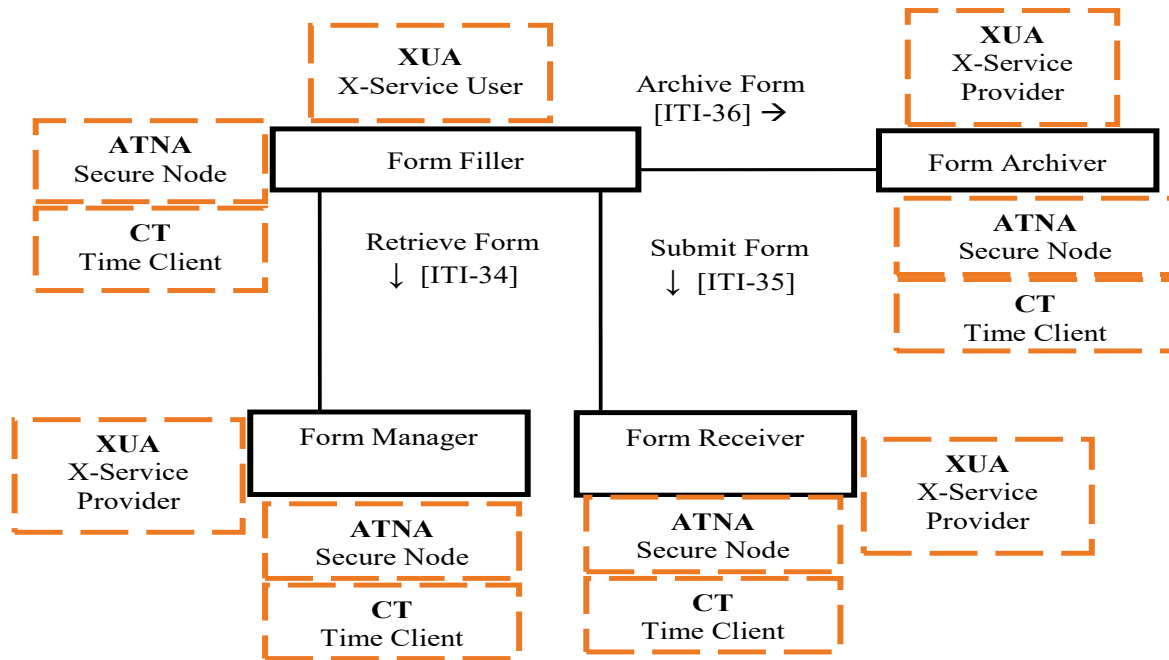 XUA
X-Service User
Archive Form
[ITI-36] →
XUA
X-Service
Provider
ATNA
Secure Node
Form Filler
Form Archiver
CT
Time Client
Retrieve Form
↓ [ITI-34]
Submit Form
↓ [ITI-35]
ATNA
Secure Node
CT
Time Client
XUA
X-Service
Provider
Form Manager
Form Receiver
XUA
X-Service
Provider
ATNA
Secure Node
CT
Time Client
ATNA
Secure Node
CT
Time Client